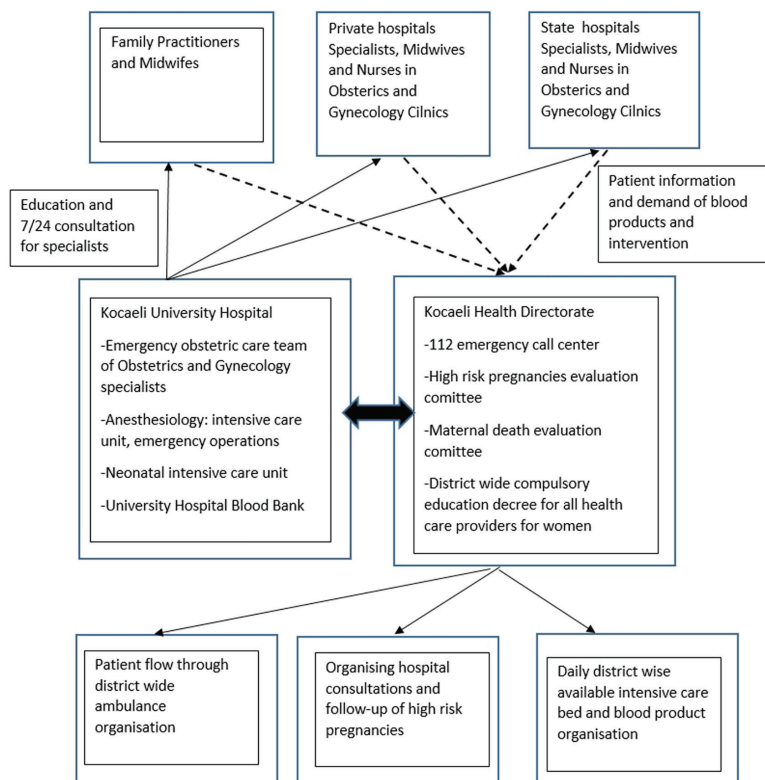 Family Practitioners
and Midwifes
Private hospitals
Specialists, Midwives
and Nurses in
Obsterics and
Gynecology Cilnics
State  hospitals
Specialists, Midwives
and Nurses in
Obsterics and
Gynecology Cilnics
Education and
7/24 consultation
for specialists
Patient information
and demand of blood
products and
intervention
Kocaeli University Hospital
-Emergency obstetric care team
of Obstetrics and Gynecology
specialists
-Anesthesiology: intensive care
unit, emergency operations
-Neonatal intensive care unit
-University Hospital Blood Bank
Kocaeli Health Directorate
-112 emergency call center
-High risk pregnancies evaluation
comittee
-Maternal death evaluation
comittee
-District wide compulsory
education decree for all health
care providers for women
Patient flow through
district wide
ambulance
organisation
Organising hospital
consultations and
follow-up of high risk
pregnancies
Daily district wise
available intensive care
bed and blood product
organisation